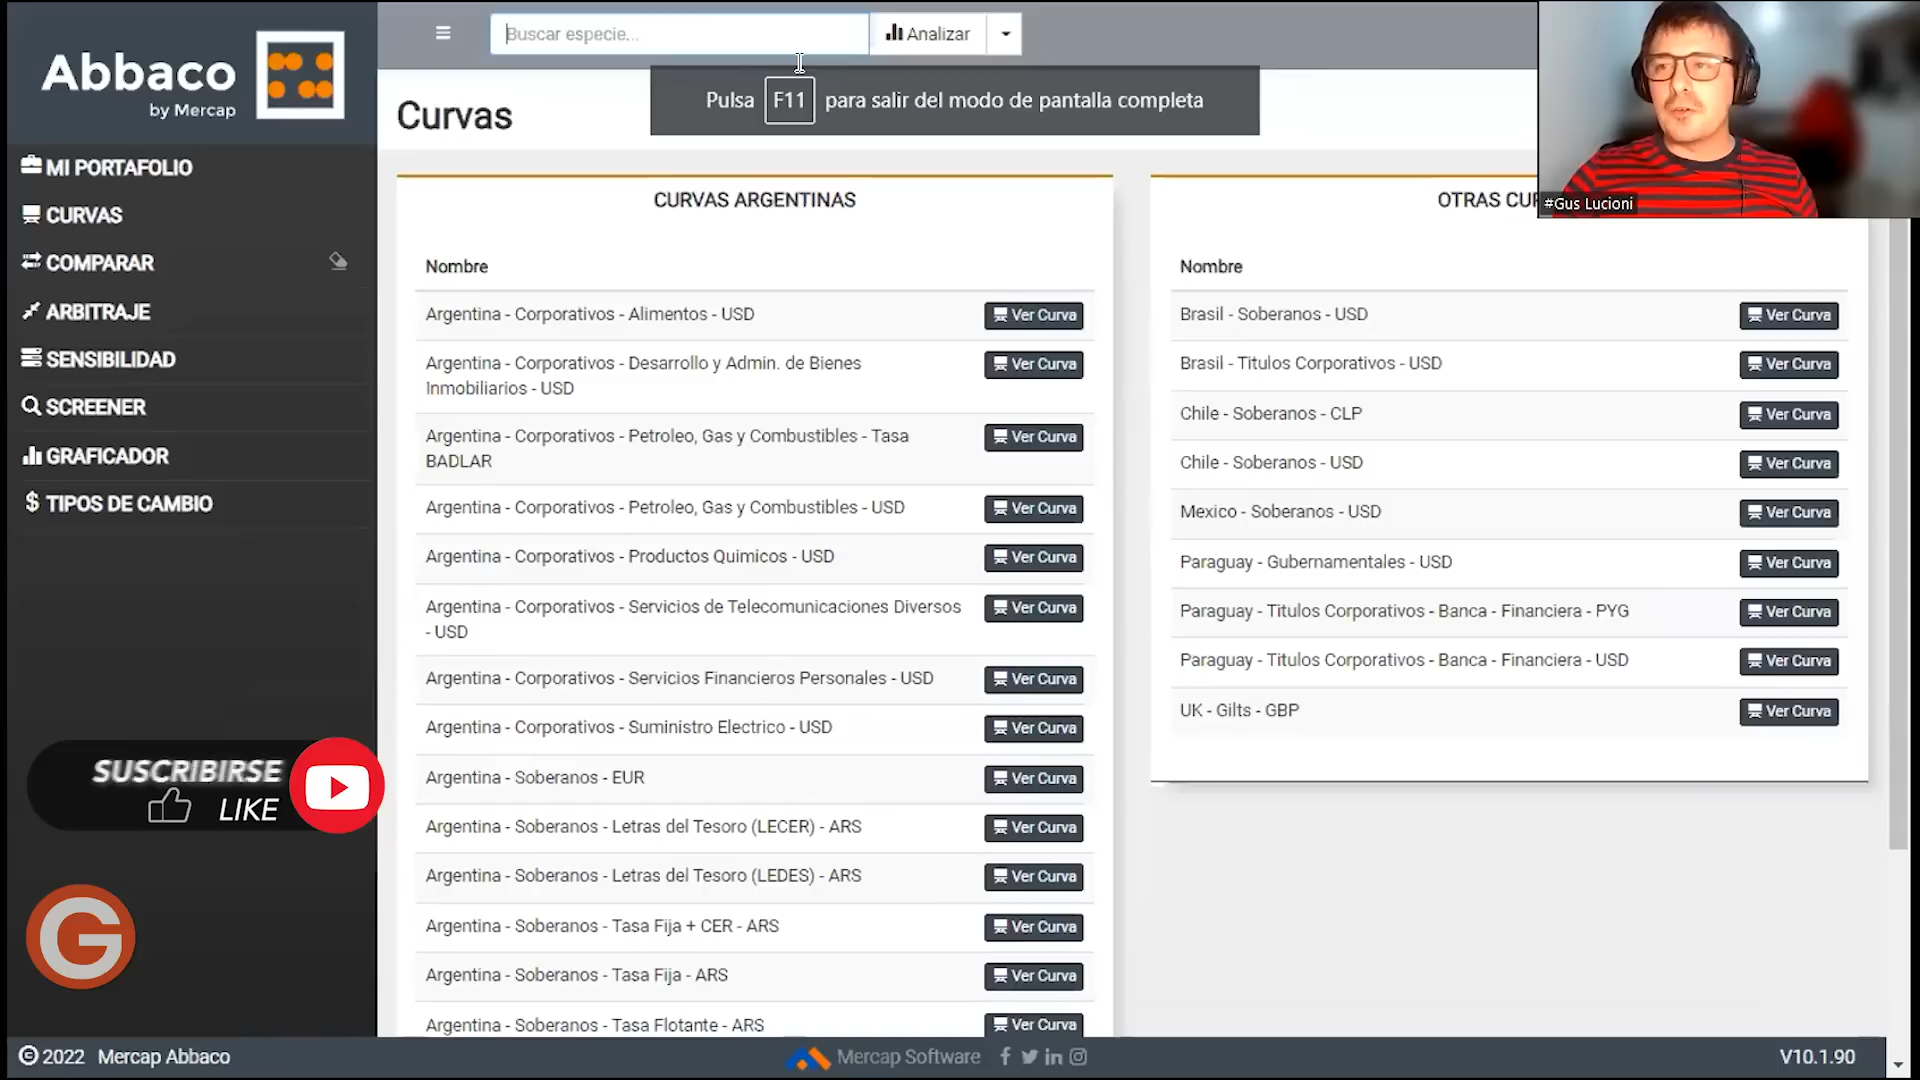 Abbaco
by Mercap
MI PORTAFOLIO
CURVAS
COMPARAR
ARBITRAJE
SENSIBILIDAD
SCREENER
GRAFICADOR
$ TIPOS DE CAMBIO
SUSCRIBIRSE
LIKE
G
Buscar especie...
Analizar
Pulsa F11 para salir del modo de pantalla completa
Curvas
#Gus Lucioni
CURVAS ARGENTINAS
Nombre
Argentina - Corporativos - Alimentos - USD
Ver Curva
Argentina - Corporativos - Desarrollo y Admin. de Bienes
Inmobiliarios - USD
Ver Curva
Argentina - Corporativos - Petroleo, Gas y Combustibles - Tasa
BADLAR
Ver Curva
Argentina - Corporativos - Petroleo, Gas y Combustibles - USD
Ver Curva
Argentina - Corporativos - Productos Quimicos - USD
Ver Curva
Argentina - Corporativos - Servicios de Telecomunicaciones Diversos
- USD
Ver Curva
Argentina - Corporativos - Servicios Financieros Personales - USD
Ver Curva
Argentina - Corporativos - Suministro Electrico - USD
Ver Curva
Argentina - Soberanos - EUR
Ver Curva
Argentina - Soberanos - Letras del Tesoro (LECER) - ARS
Ver Curva
Argentina - Soberanos - Letras del Tesoro (LEDES) - ARS
Ver Curva
Argentina - Soberanos - Tasa Fija + CER - ARS
Ver Curva
Argentina - Soberanos - Tasa Fija - ARS
Ver Curva
Argentina - Soberanos - Tasa Flotante - ARS
Ver Curva
OTRAS CUR
Nombre
Brasil - Soberanos - USD
Ver Curva
Brasil - Titulos Corporativos - USD
Ver Curva
Chile - Soberanos - CLP
Ver Curva
Chile - Soberanos - USD
Ver Curva
Mexico - Soberanos - USD
Ver Curva
Paraguay - Gubernamentales - USD
Ver Curva
Paraguay - Titulos Corporativos - Banca - Financiera - PYG
Ver Curva
Paraguay - Titulos Corporativos - Banca - Financiera - USD
Ver Curva
UK - Gilts - GBP
Ver Curva
© 2022 Mercap Abbaco
Mercap Software
V10.1.90